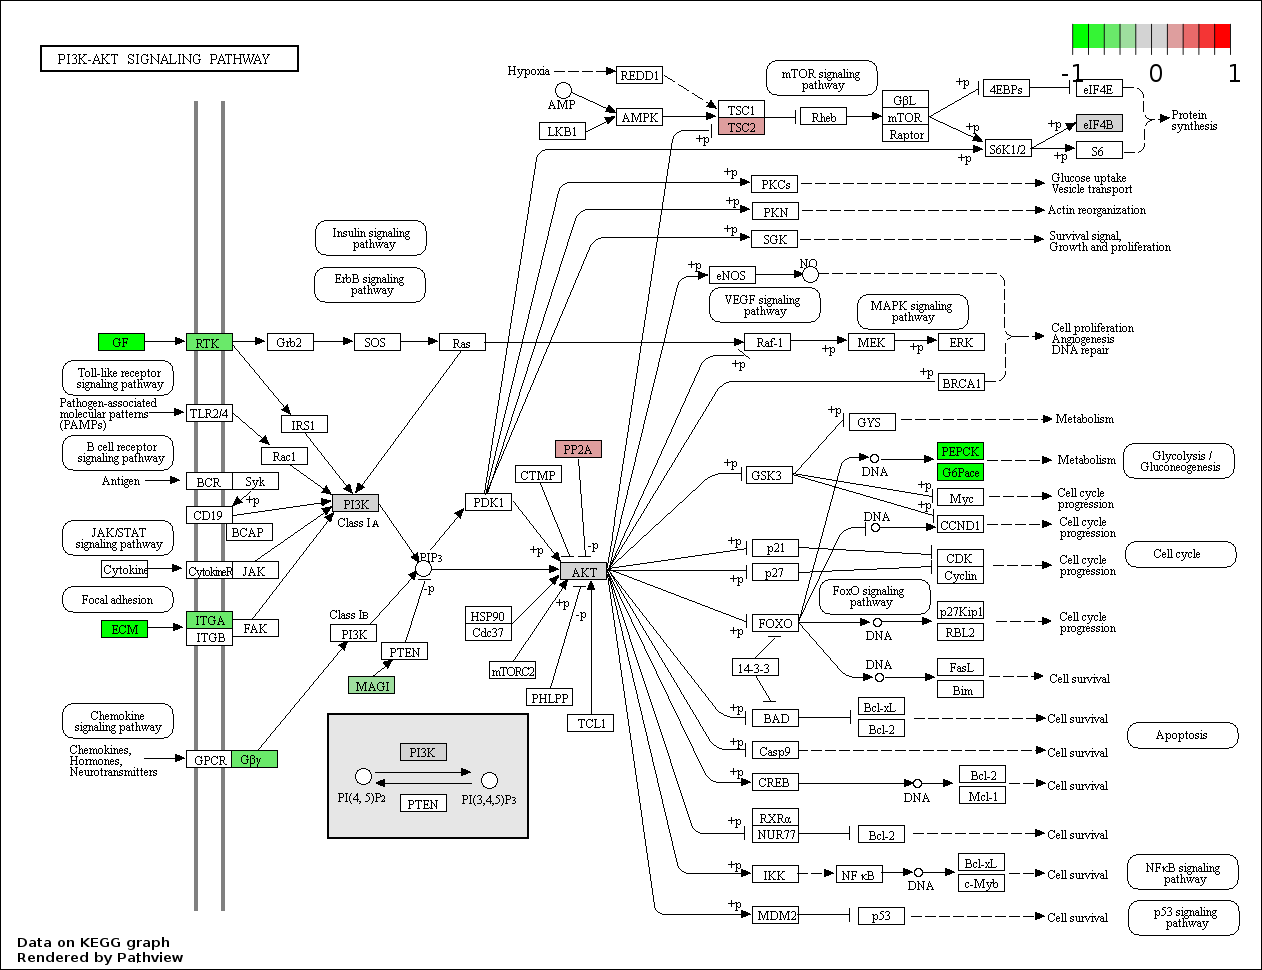 PI3K-AKT SIGNALING PATHWAY
-1 0 1
Hypoxia
REDD1
mTOR signaling
pathway
AMP
LKB1
AMPK
TSC1
TSC2
+p
Rheb
GβL
mTOR
Raptor
+p
4EBPs
eIF4E
+p
S6K1/2
+p
+p
eIF4B
+p
S6
Protein
synthesis
+p
PKCs
Glucose uptake
Vesicle transport
+p
PKN
Actin reorganization
+p
SGK
Survival signal,
Growth and proliferation
Insulin signaling
pathway
ErbB signaling
pathway
+p
eNOS
NO
VEGF signaling
pathway
MAPK signaling
pathway
GF
RTK
Grb2
SOS
Ras
Raf-1
+p
MEK
+p
ERK
+p
+p
BRCA1
Cell proliferation
Angiogenesis
DNA repair
Toll-like receptor
signaling pathway
Pathogen-associated
molecular patterns
(PAMPs)
TLR2/4
IRS1
Rac1
B cell receptor
signaling pathway
Antigen
BCR
Syk
+p
CD19
BCAP
PI3K
Class IA
JAK/STAT
signaling pathway
Cytokine
CytokineR
JAK
Focal adhesion
ECM
ITGA
ITGB
FAK
Class IB
PI3K
PIP3
-p
PTEN
MAGI
PDK1
CTMP
PP2A
+p
-p
AKT
HSP90
Cdc37
+p
-p
mTORC2
PHLPP
TCL1
Chemokine
signaling pathway
Chemokines,
Hormones,
Neurotransmitters
GPCR
Gβγ
PI3K
PI(4, 5)P2
PI(3,4,5)P3
PTEN
+p
GYS
Metabolism
+p
GSK3
DNA
PEPCK
G6Pace
Metabolism
Glycolysis /
Gluconeogenesis
+p
Myc
Cell cycle
progression
+p
DNA
CCND1
Cell cycle
progression
+p
p21
+p
p27
CDK
Cyclin
Cell cycle
progression
Cell cycle
FoxO signaling
pathway
+p
FOXO
DNA
p27Kip1
RBL2
Cell cycle
progression
14-3-3
DNA
FasL
Bim
Cell survival
+p
BAD
Bcl-xL
Bcl-2
Cell survival
+p
Casp9
Cell survival
Apoptosis
+p
CREB
DNA
Bcl-2
Mcl-1
Cell survival
+p
RXRα
NUR77
Bcl-2
Cell survival
+p
IKK
NFκB
DNA
Bcl-xL
c-Myb
Cell survival
NFκB signaling
pathway
+p
MDM2
p53
Cell survival
p53 signaling
pathway
Data on KEGG graph
Rendered by Pathview